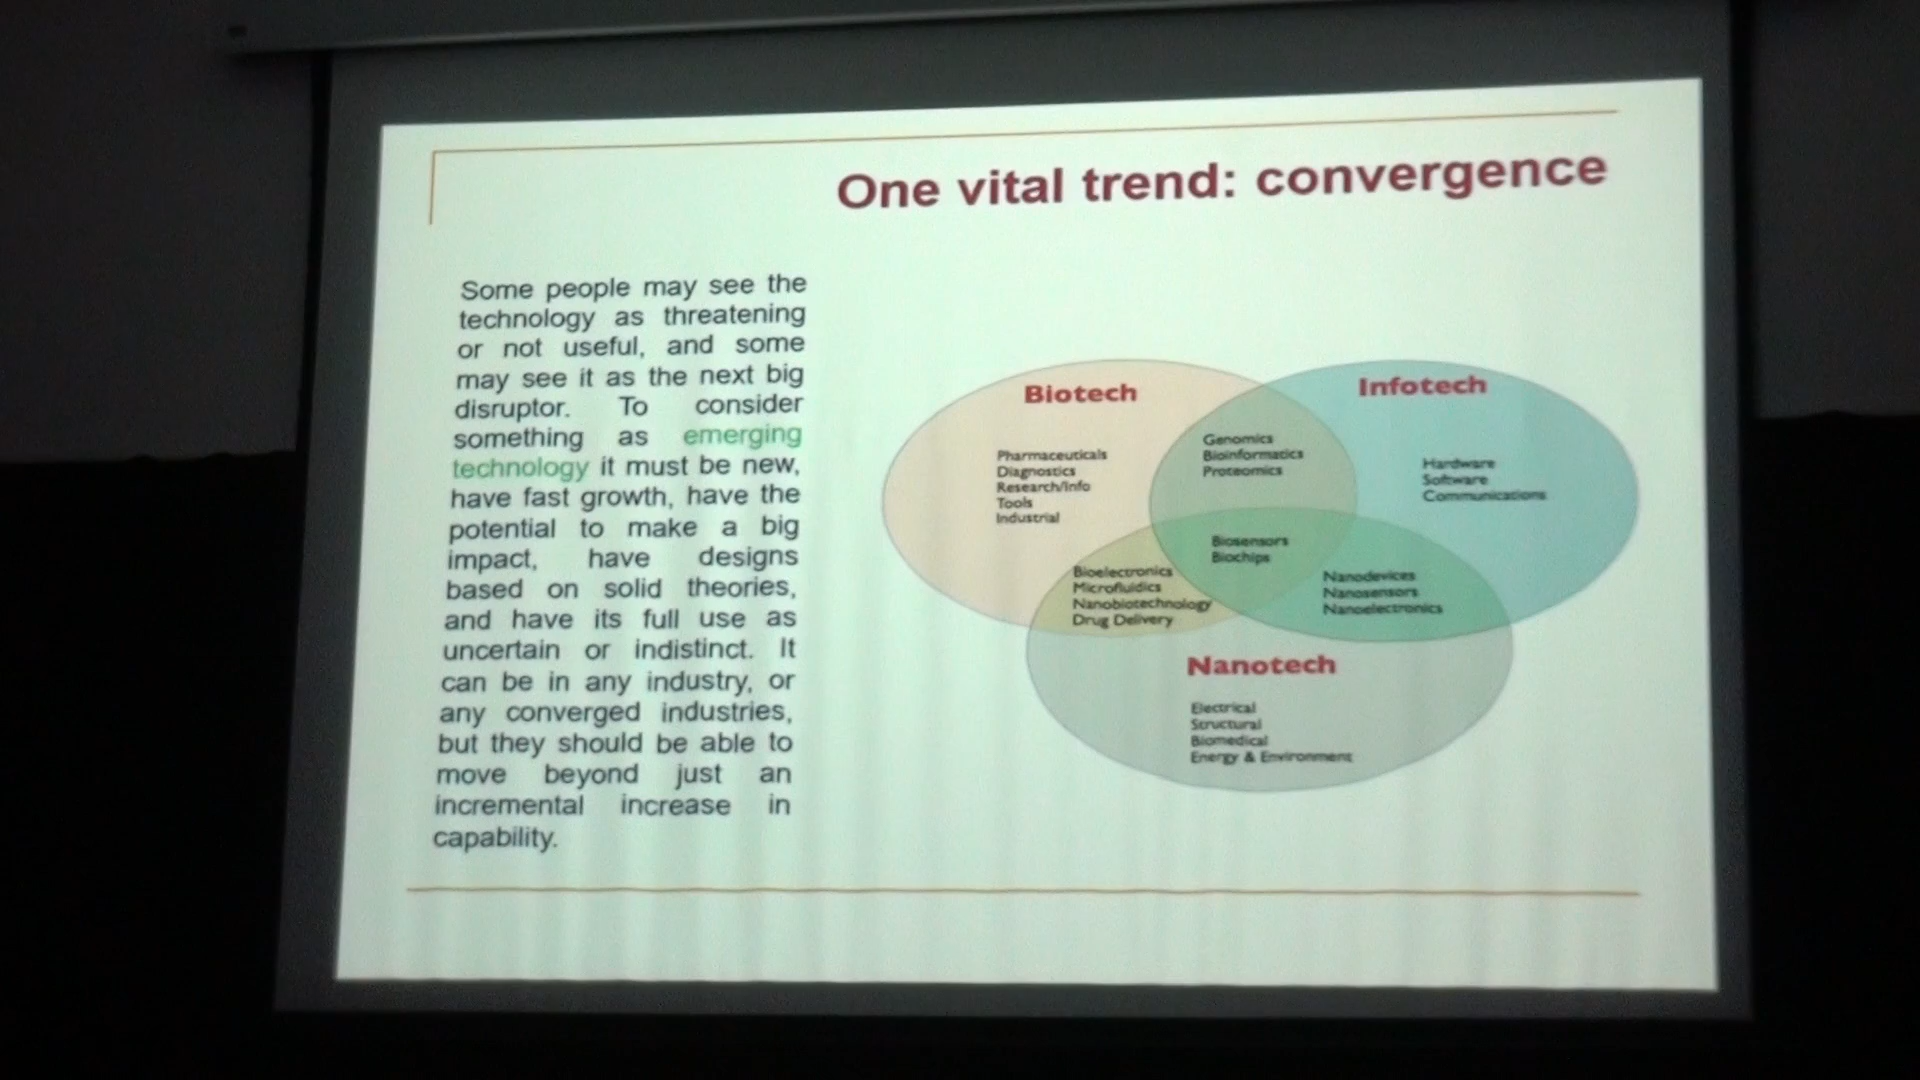 One vital trend: convergence
Some people may see the
technology as threatening
or not useful, and some
may see it as the next big
disruptor. To consider
something as emerging
technology it must be new,
have fast growth, have the
potential to make a big
impact, have designs
based on solid theories,
and have its full use as
uncertain or indistinct. It
can be in any industry, or
any converged industries,
but they should be able to
move beyond just an
incremental increase in
capability.
Biotech
Pharmaceuticals
Diagnostics
Research/Info
Tools
Industrial
Genomics
Bioinformatics
Proteomics
Infotech
Hardware
Software
Communications
Biosensors
Biochips
Bioelectronics
Microfluidics
Nanobiotechnology
Drug Delivery
Nanodevices
Nanosensors
Nanoelectronics
Nanotech
Electrical
Structural
Biomedical
Energy & Environment